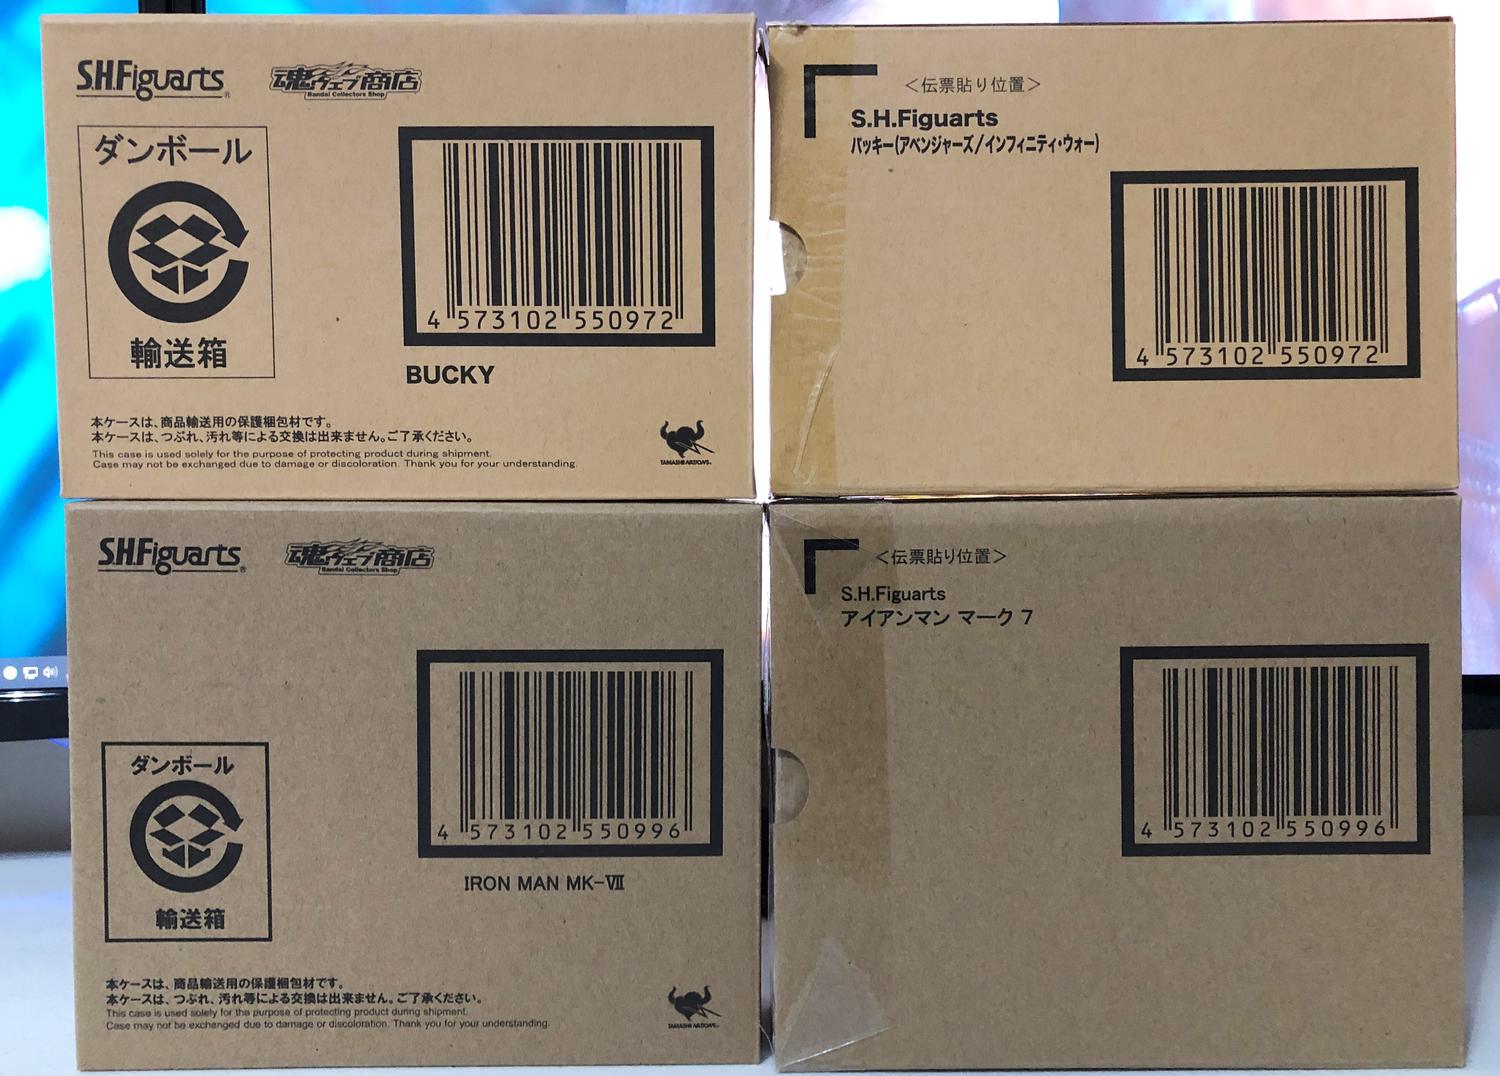 S.H.Figuarts®
魂ウェブ商店
Bandai Collectors Shop
ダンボール
輸送箱
4 573102 550972
BUCKY
本ケースは、商品輸送用の保護梱包材です。
本ケースは、つぶれ、汚れ等による交換は出来ません。ご了承ください。
This case is used solely for the purpose of protecting product during shipment.
Case may not be exchanged due to damage or discoloration. Thank you for your understanding.
TAMASHII NATIONS
<伝票貼り位置>
S.H.Figuarts
バッキー(アベンジャーズ/インフィニティ・ウォー)
4 573102 550972
S.H.Figuarts®
魂ウェブ商店
Bandai Collectors Shop
4 573102 550996
IRON MAN MK-Ⅶ
ダンボール
輸送箱
本ケースは、商品輸送用の保護梱包材です。
本ケースは、つぶれ、汚れ等による交換は出来ません。ご了承ください。
This case is used solely for the purpose of protecting product during shipment.
Case may not be exchanged due to damage or discoloration. Thank you for your understanding.
TAMASHII NATIONS
<伝票貼り位置>
S.H.Figuarts
アイアンマン マーク 7
4 573102 550996